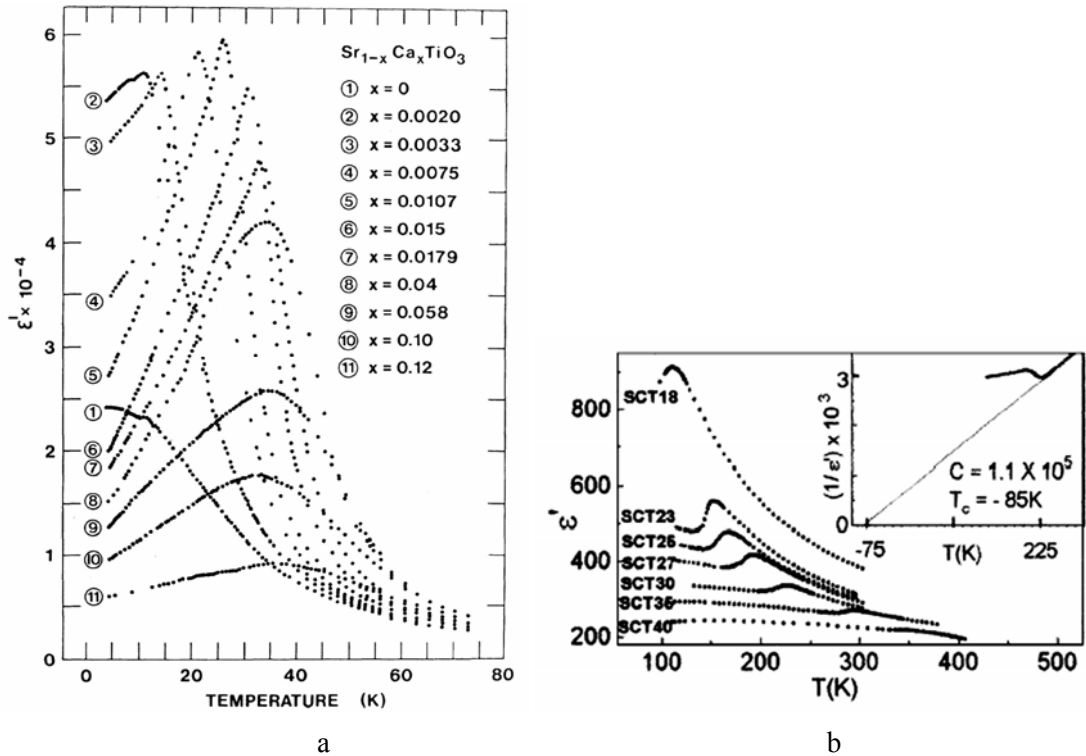 6
5
4
3
2
1
0
ε' × 10⁻⁴
Sr₁₋ₓ CaₓTiO₃
① x = 0
② x = 0.0020
③ x = 0.0033
④ x = 0.0075
⑤ x = 0.0107
⑥ x = 0.015
⑦ x = 0.0179
⑧ x = 0.04
⑨ x = 0.058
⑩ x = 0.10
⑪ x = 0.12
②
③
④
⑤
①
⑥
⑦
⑧
⑨
⑩
⑪
0 10 20 30 40 50 60 70 80
TEMPERATURE (K)
a
ε'
800
600
400
200
SCT18
SCT23
SCT25
SCT27
SCT30
SCT35
SCT40
(1/ε') × 10³
3
0
C = 1.1 X 10⁵
T꜀ = - 85K
-75 T(K) 225
100 200 300 400 500
T(K)
b